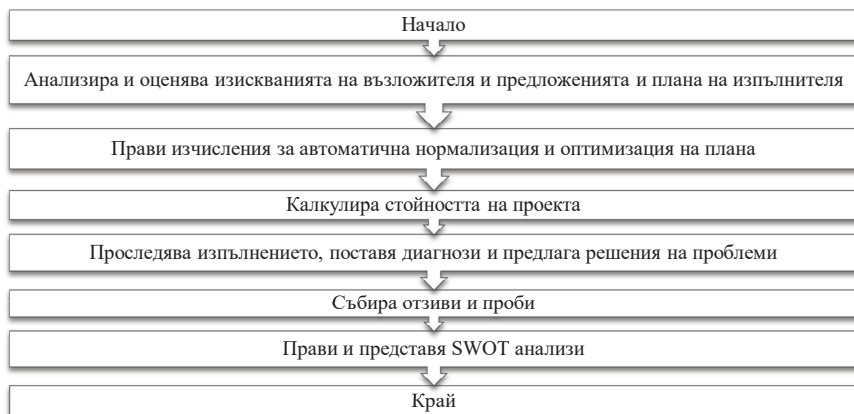 Начало
Анализира и оценява изискванията на възложителя и предложенията и плана на изпълнителя
Прави изчисления за автоматична нормализация и оптимизация на плана
Калкулира стойността на проекта
Проследява изпълнението, поставя диагнози и предлага решения на проблеми
Събира отзиви и проби
Прави и представя SWOT анализи
Край